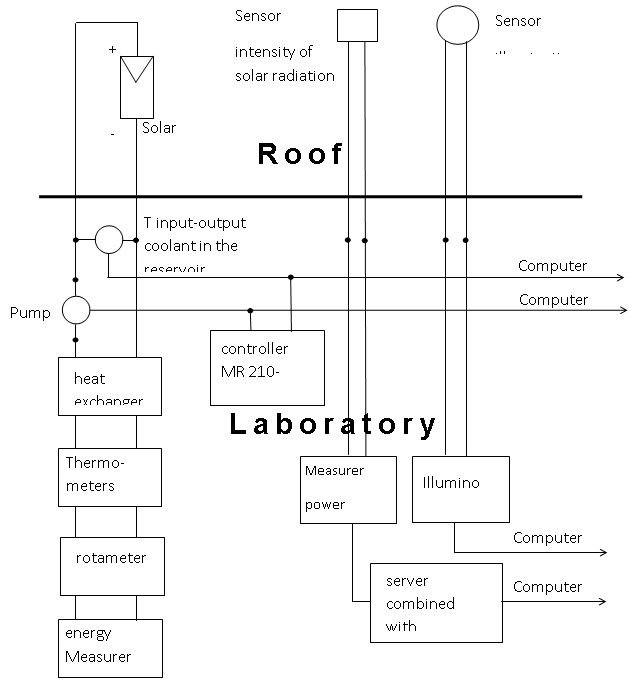 Sensor
intensity of
solar radiation
Sensor
+
-
Solar
Roof
T input-output
coolant in the
reservoir
Computer
Computer
Pump
controller
MR 210-
heat
exchanger
Laboratory
Thermo-
meters
Measurer
power
Illumino
rotameter
Computer
server
combined
with
Computer
energy
Measurer